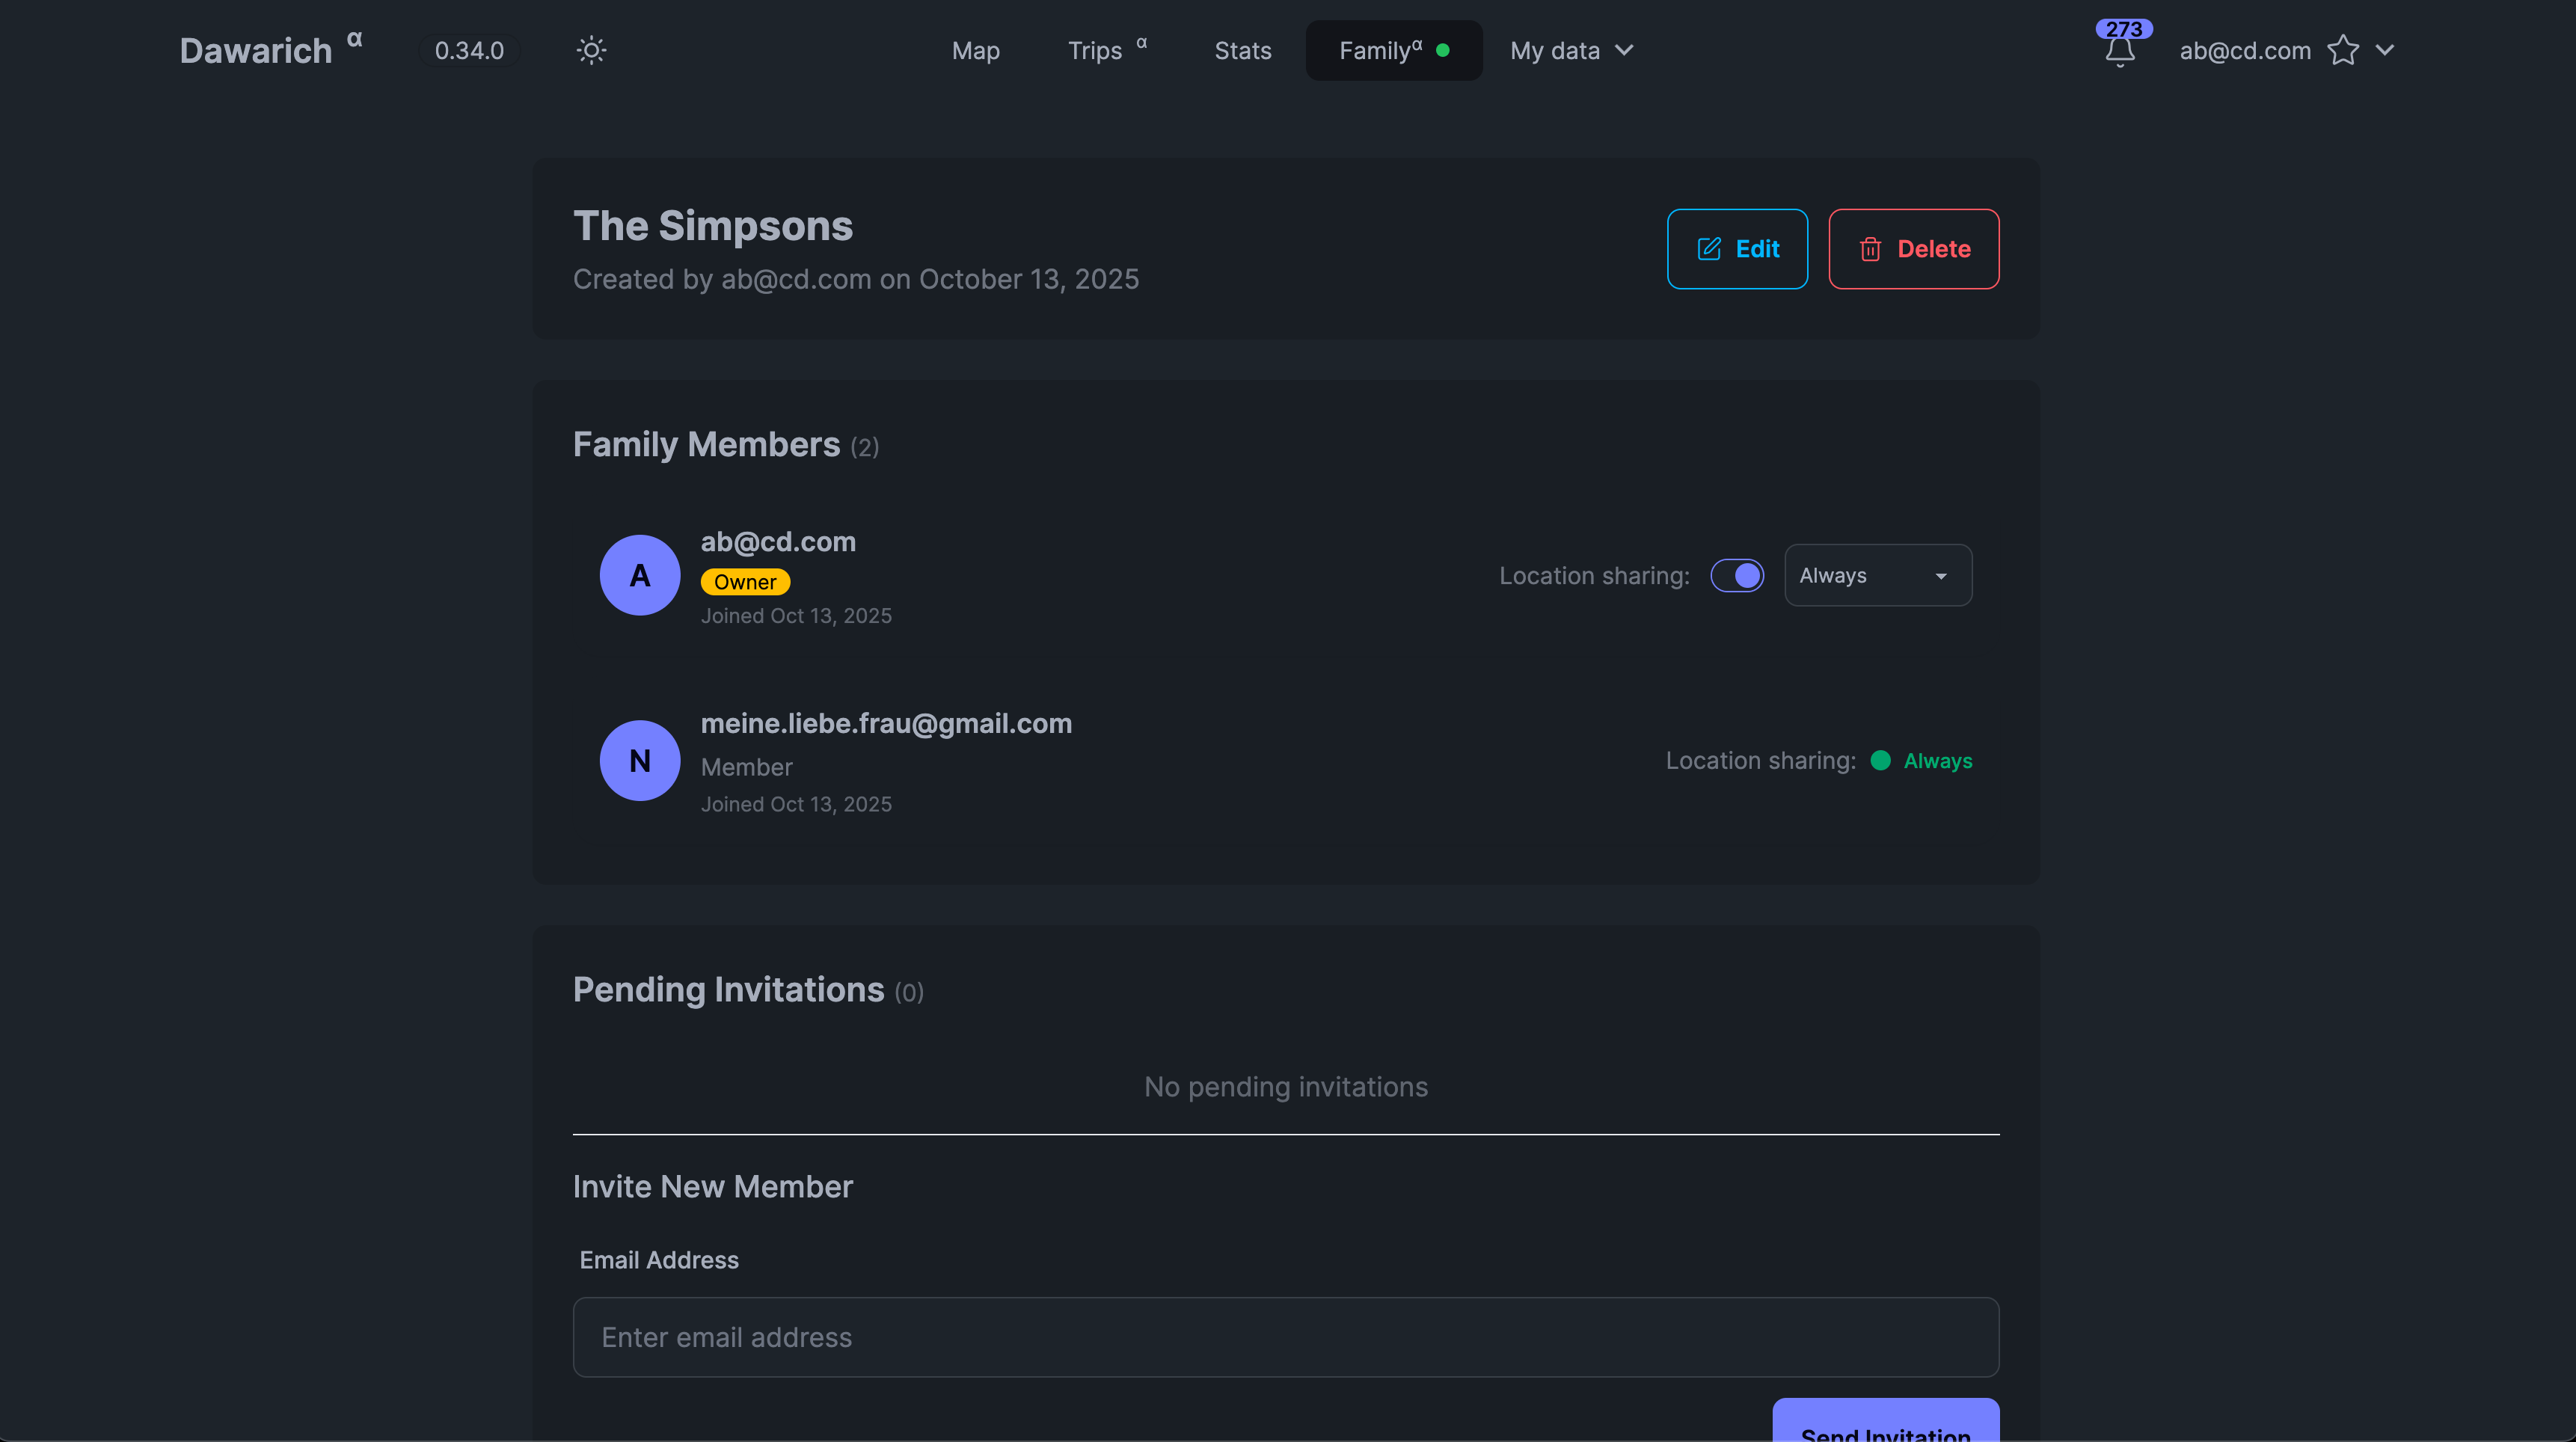 Dawarich α 0.34.0 Map Trips α Stats Familyα My data 273 ab@cd.com
The Simpsons
Created by ab@cd.com on October 13, 2025
Edit Delete
Family Members (2)
A
ab@cd.com
Owner
Joined Oct 13, 2025
Location sharing: Always
N
meine.liebe.frau@gmail.com
Member
Joined Oct 13, 2025
Location sharing: Always
Pending Invitations (0)
No pending invitations
Invite New Member
Email Address
Enter email address
Send Invitation